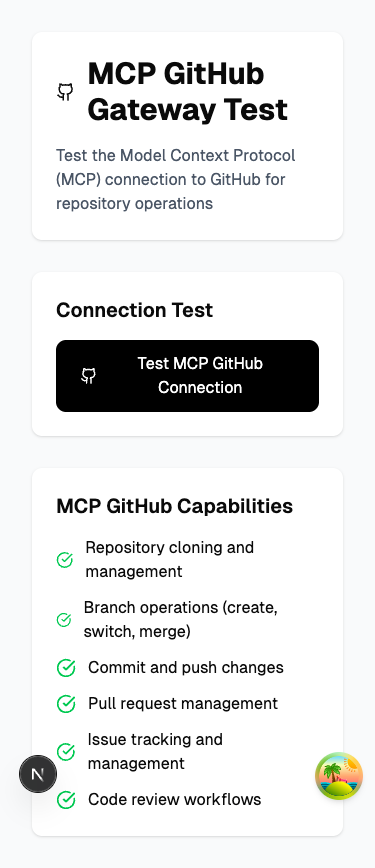 MCP GitHub
Gateway Test
Test the Model Context Protocol
(MCP) connection to GitHub for
repository operations
Connection Test
Test MCP GitHub
Connection
MCP GitHub Capabilities
Repository cloning and
management
Branch operations (create,
switch, merge)
Commit and push changes
Pull request management
Issue tracking and
management
Code review workflows
N